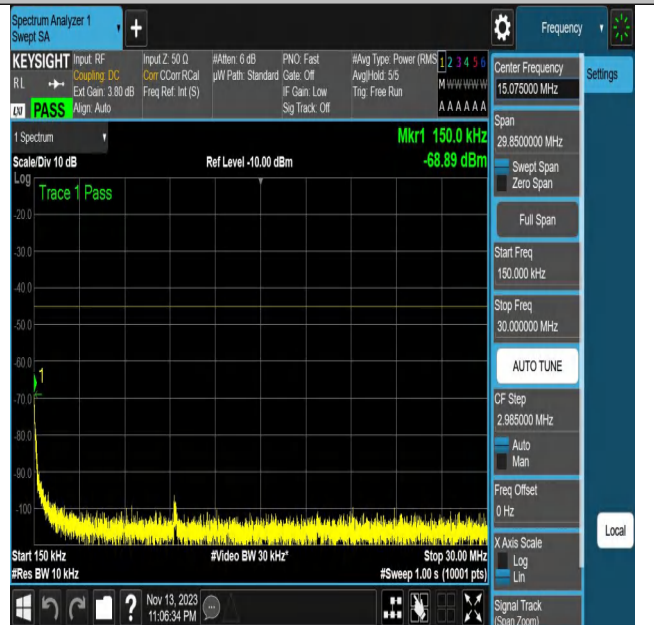 Spectrum Analyzer 1
Swept SA
Frequency
KEYSIGHT
RL
LXI PASS
Input: RF
Coupling: DC
Ext Gain: 3.80 dB
Align: Auto
Input Z: 50 Ω
Corr CCorr RCal
Freq Ref: Int (S)
#Atten: 6 dB
µW Path: Standard
PNO: Fast
Gate: Off
IF Gain: Low
Sig Track: Off
#Avg Type: Power (RMS
Avg|Hold: 5/5
Trig: Free Run
1 2 3 4 5 6
M W W W W W
A A A A A A
1 Spectrum
Scale/Div 10 dB
Ref Level -10.00 dBm
Mkr1 150.0 kHz
-68.89 dBm
Log
Trace 1 Pass
-20.0
-30.0
-40.0
-50.0
-60.0
-70.0
-80.0
-90.0
-100
1
Start 150 kHz
#Video BW 30 kHz*
Stop 30.00 MHz
#Res BW 10 kHz
#Sweep 1.00 s (10001 pts)
Center Frequency
15.075000 MHz
Settings
Span
29.8500000 MHz
Swept Span
Zero Span
Full Span
Start Freq
150.000 kHz
Stop Freq
30.000000 MHz
AUTO TUNE
CF Step
2.985000 MHz
Auto
Man
Freq Offset
0 Hz
X Axis Scale
Log
Lin
Local
Signal Track
(Span Zoom)
?
Nov 13, 2023
11:06:34 PM